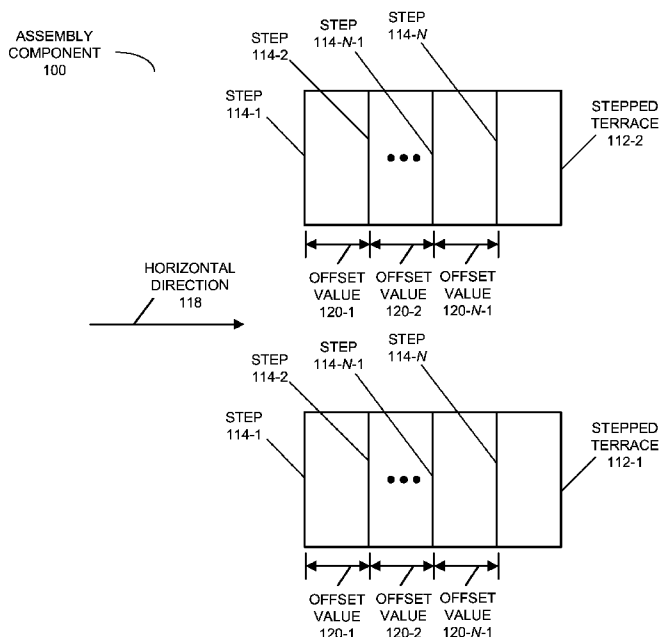 ASSEMBLY
COMPONENT
100
STEP
114-1
STEP
114-2
STEP
114-N-1
STEP
114-N
STEPPED
TERRACE
112-2
•••
OFFSET
VALUE
120-1
OFFSET
VALUE
120-2
OFFSET
VALUE
120-N-1
HORIZONTAL
DIRECTION
118
STEP
114-1
STEP
114-2
STEP
114-N-1
STEP
114-N
STEPPED
TERRACE
112-1
•••
OFFSET
VALUE
120-1
OFFSET
VALUE
120-2
OFFSET
VALUE
120-N-1